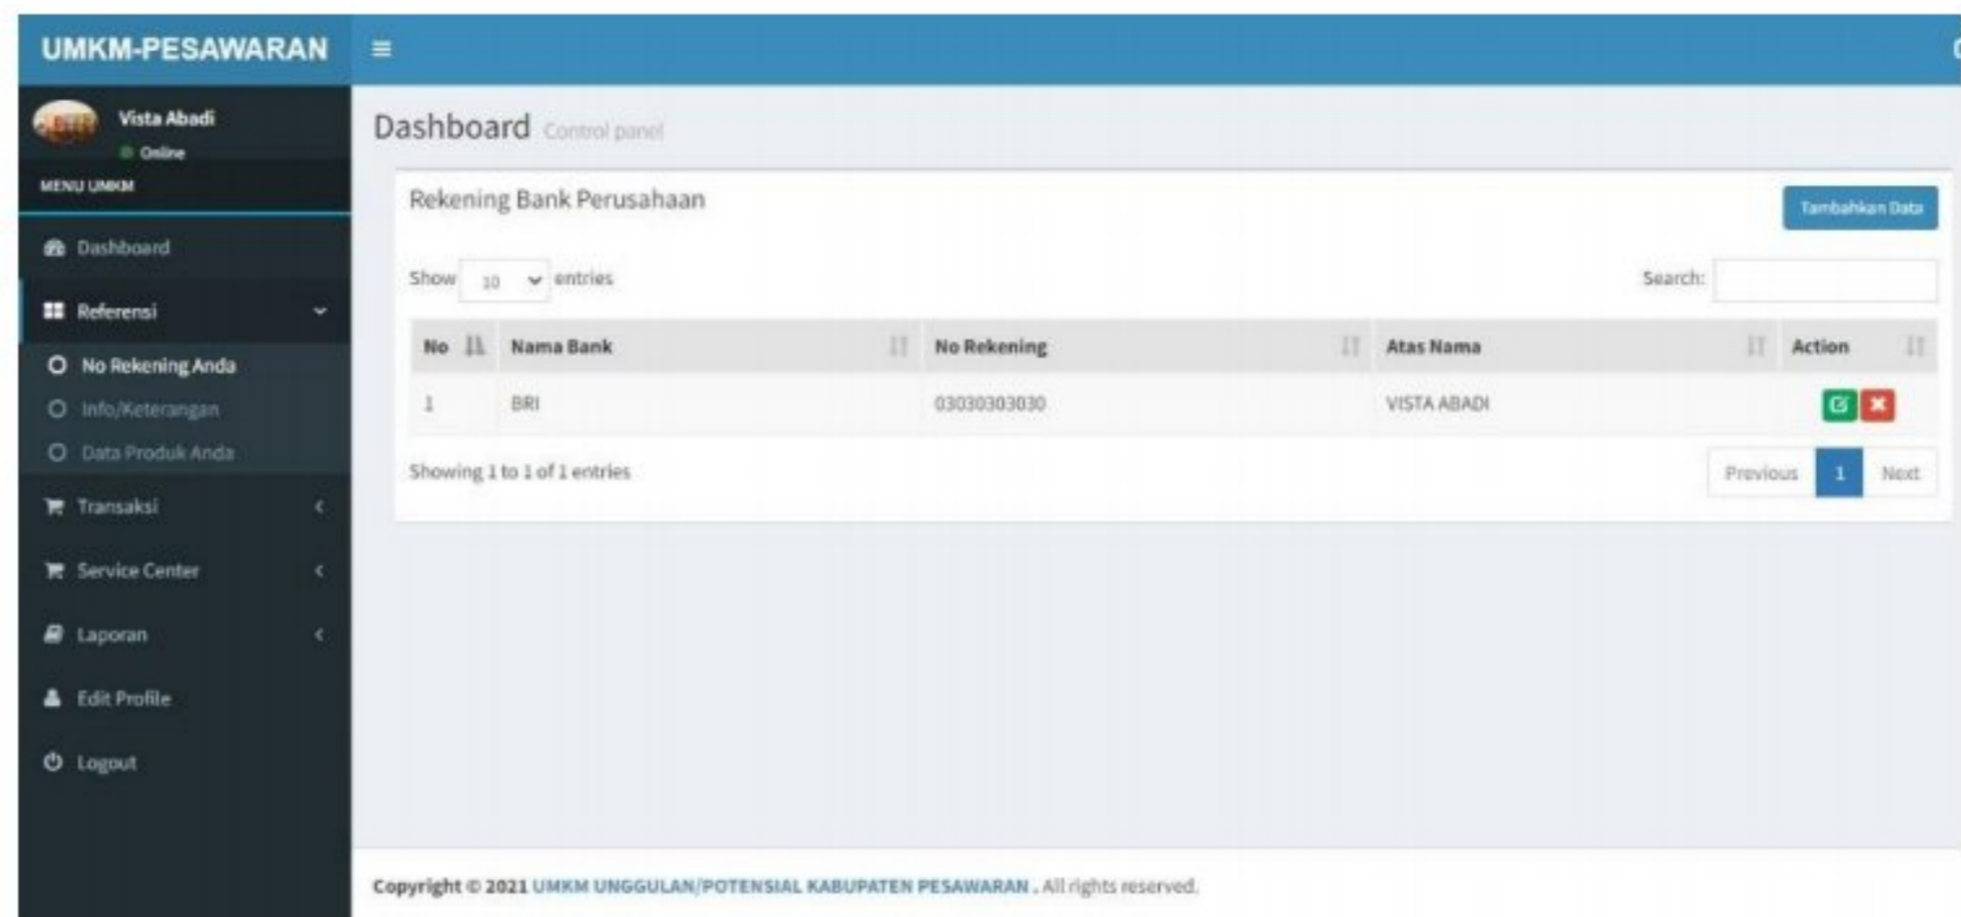 UMKM-PESAWARAN
Vista Abadi
Online
MENU UMKM
Dashboard
Referensi
No Rekening Anda
Info/Keterangan
Data Produk Anda
Transaksi
Service Center
Laporan
Edit Profile
Logout
Dashboard Control panel
Rekening Bank Perusahaan
Tambahkan Data
Show 10 entries Search:
No Nama Bank No Rekening Atas Nama Action
1 BRI 03030303030 VISTA ABADI
Showing 1 to 1 of 1 entries Previous 1 Next
Copyright © 2021 UMKM UNGGULAN/POTENSIAL KABUPATEN PESAWARAN . All rights reserved.